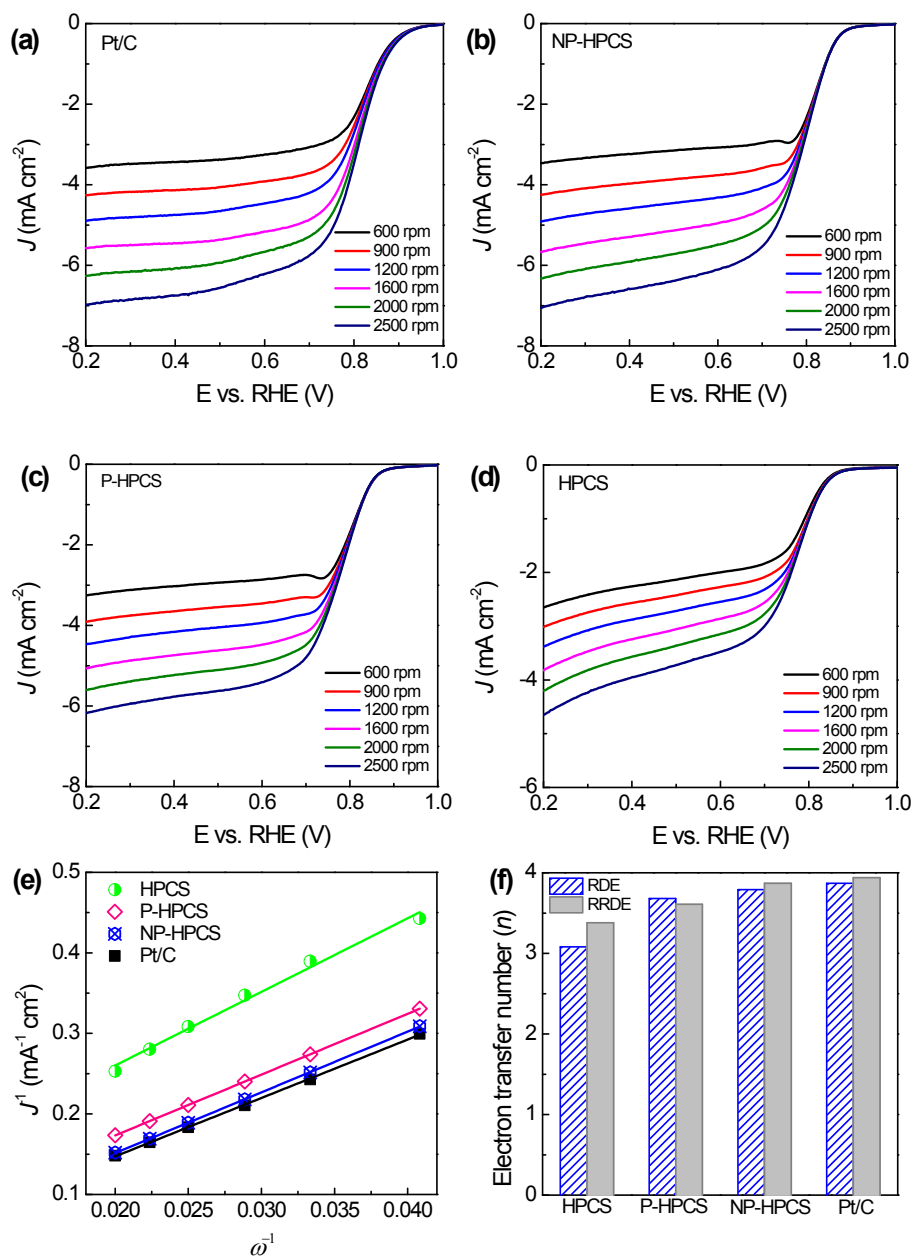 (a)
Pt/C
0
-2
-4
-6
-8
J (mA cm-2)
600 rpm
900 rpm
1200 rpm
1600 rpm
2000 rpm
2500 rpm
0.2 0.4 0.6 0.8 1.0
E vs. RHE (V)
(b)
NP-HPCS
0
-2
-4
-6
-8
J (mA cm-2)
600 rpm
900 rpm
1200 rpm
1600 rpm
2000 rpm
2500 rpm
0.2 0.4 0.6 0.8 1.0
E vs. RHE (V)
(c)
P-HPCS
0
-2
-4
-6
-8
J (mA cm-2)
600 rpm
900 rpm
1200 rpm
1600 rpm
2000 rpm
2500 rpm
0.2 0.4 0.6 0.8 1.0
E vs. RHE (V)
(d)
HPCS
0
-2
-4
-6
J (mA cm-2)
600 rpm
900 rpm
1200 rpm
1600 rpm
2000 rpm
2500 rpm
0.2 0.4 0.6 0.8 1.0
E vs. RHE (V)
(e)
HPCS
P-HPCS
NP-HPCS
Pt/C
0.5
0.4
0.3
0.2
0.1
J-1 (mA-1 cm2)
0.020 0.025 0.030 0.035 0.040
ω-1
(f)
RDE
RRDE
4
3
2
1
0
Electron transfer number (n)
HPCS P-HPCS NP-HPCS Pt/C